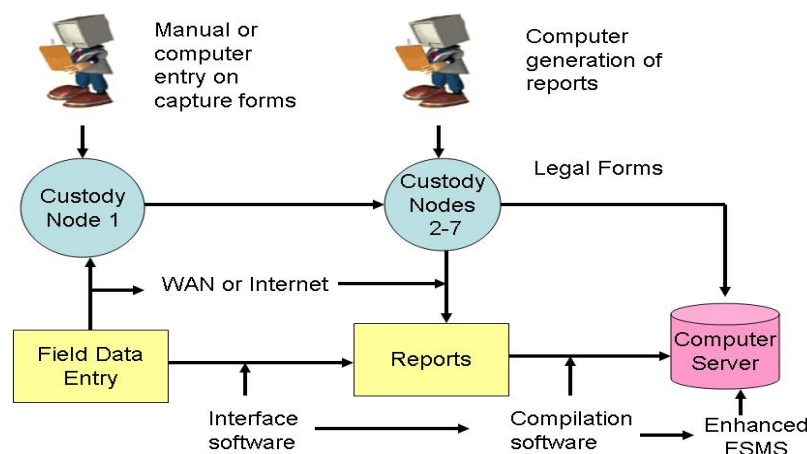 Manual or
computer
entry on
capture forms
Computer
generation of
reports
Legal Forms
Custody
Node 1
Custody
Nodes
2-7
WAN or Internet
Field Data
Entry
Reports
Computer
Server
Interface
software
Compilation
software
Enhanced
FSMS